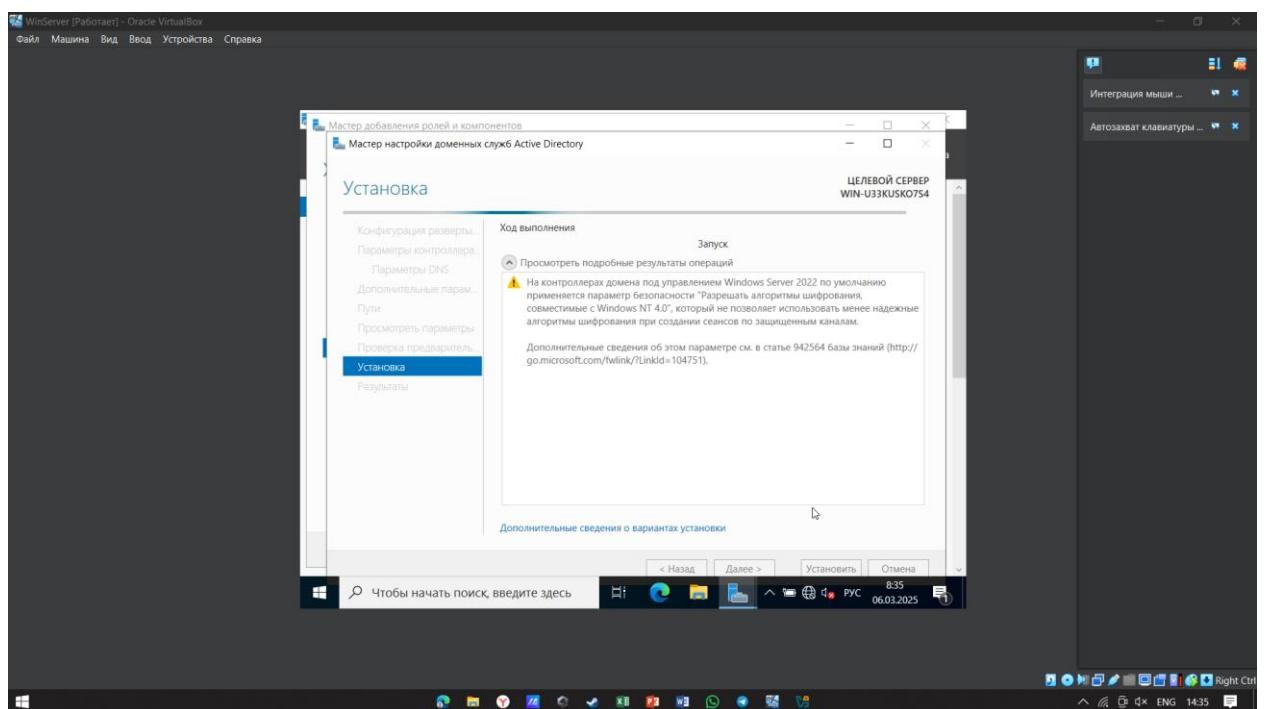 WinServer [Работает] - Oracle VirtualBox
Файл Машина Вид Ввод Устройства Справка
Интеграция мыши ...
Автозахват клавиатуры ...
Мастер добавления ролей и компонентов
Мастер настройки доменных служб Active Directory
Установка
ЦЕЛЕВОЙ СЕРВЕР
WIN-U33KUSKO7S4
Конфигурация разверты...
Параметры контроллера...
Параметры DNS
Дополнительные парам...
Пути
Просмотреть параметры
Проверка предваритель...
Установка
Результаты
Ход выполнения
Запуск
Просмотреть подробные результаты операций
На контроллерах домена под управлением Windows Server 2022 по умолчанию
применяется параметр безопасности "Разрешать алгоритмы шифрования,
совместимые с Windows NT 4.0", который не позволяет использовать менее надежные
алгоритмы шифрования при создании сеансов по защищенным каналам.
Дополнительные сведения об этом параметре см. в статье 942564 базы знаний (http://
go.microsoft.com/fwlink/?LinkId=104751).
Дополнительные сведения о вариантах установки
< Назад Далее > Установить Отмена
Чтобы начать поиск, введите здесь
РУС
8:35
06.03.2025
Right Ctrl
ENG 14:35